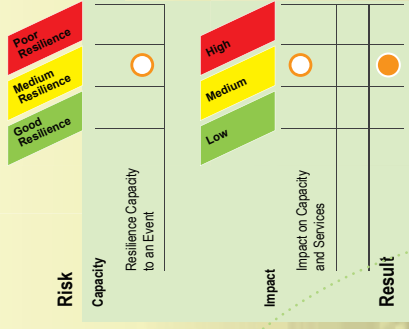 Poor
Resilience
Medium
Resilience
Good
Resilience
High
Medium
Low
Risk
Capacity
Resilience Capacity
to an Event
Impact
Impact on Capacity
and Services
Result